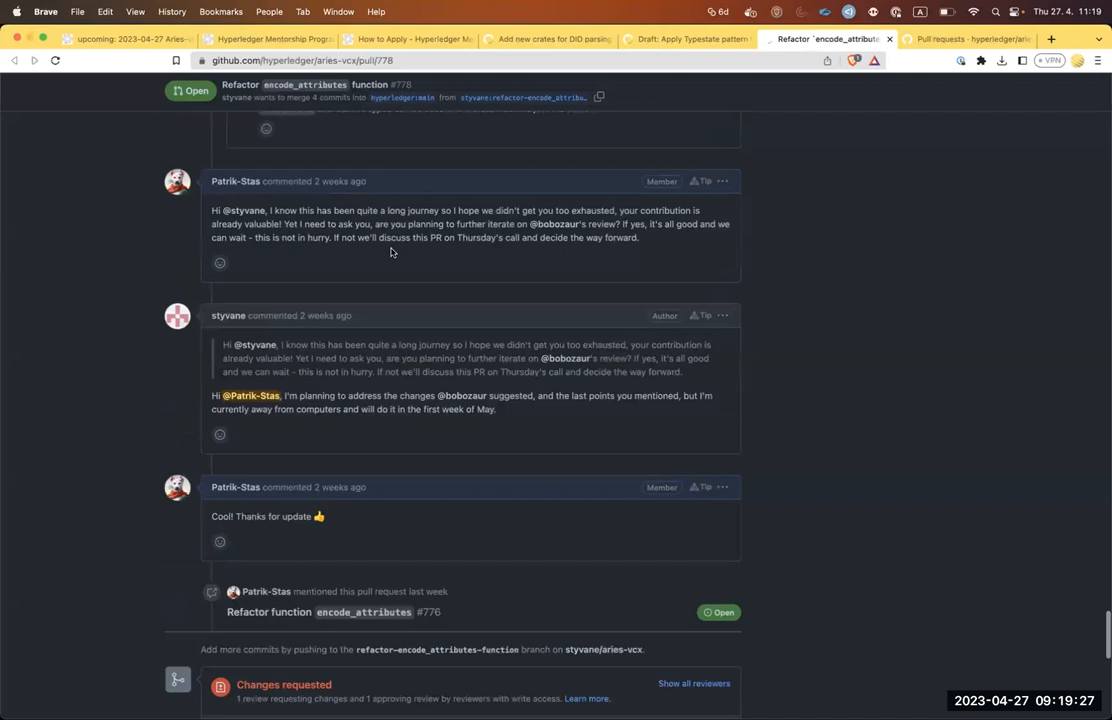 Brave File Edit View History Bookmarks People Tab Window Help 6d A Thu 27. 4. 11:19
upcoming: 2023-04-27 Aries-v Hyperledger Mentorship Progra How to Apply - Hyperledger Me Add new crates for DID parsing Draft: Apply Typestate pattern Refactor `encode_attribute Pull requests · hyperledger/arie
github.com/hyperledger/aries-vcx/pull/778 VPN
Open Refactor encode_attributes function #778
styvane wants to merge 4 commits into hyperledger:main from styvane:refactor-encode_attribu…
Patrik-Stas commented 2 weeks ago Member Tip
Hi @styvane, I know this has been quite a long journey so I hope we didn't get you too exhausted, your contribution is
already valuable! Yet I need to ask you, are you planning to further iterate on @bobozaur's review? If yes, it's all good and we
can wait - this is not in hurry. If not we'll discuss this PR on Thursday's call and decide the way forward.
styvane commented 2 weeks ago Author Tip
Hi @styvane, I know this has been quite a long journey so I hope we didn't get you too exhausted, your contribution is
already valuable! Yet I need to ask you, are you planning to further iterate on @bobozaur's review? If yes, it's all good
and we can wait - this is not in hurry. If not we'll discuss this PR on Thursday's call and decide the way forward.
Hi @Patrik-Stas, I'm planning to address the changes @bobozaur suggested, and the last points you mentioned, but I'm
currently away from computers and will do it in the first week of May.
Patrik-Stas commented 2 weeks ago Member Tip
Cool! Thanks for update 👍
Patrik-Stas mentioned this pull request last week
Refactor function encode_attributes #776 Open
Add more commits by pushing to the refactor-encode_attributes-function branch on styvane/aries-vcx.
Changes requested Show all reviewers
1 review requesting changes and 1 approving review by reviewers with write access. Learn more.
2023-04-27 09:19:27